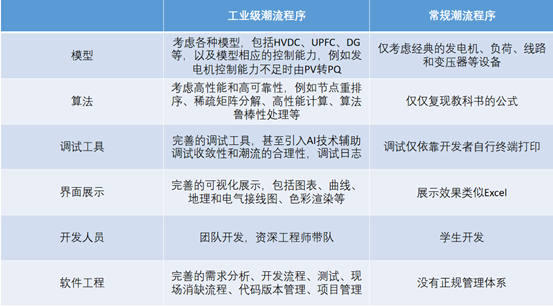 工业级潮流程序 常规潮流程序
模型
考虑各种模型，包括HVDC、UPFC、DG
等，以及模型相应的控制能力，例如发
电机控制能力不足时由PV转PQ
仅考虑经典的发电机、负荷、线路
和变压器等设备
算法
考虑高性能和高可靠性，例如节点重排
序、稀疏矩阵分解、高性能计算、算法
鲁棒性处理等
仅仅复现教科书的公式
调试工具
完善的调试工具，甚至引入AI技术辅助
调试收敛性和潮流的合理性，调试日志
调试仅依靠开发者自行终端打印
界面展示
完善的可视化展示，包括图表、曲线、
地理和电气接线图、色彩渲染等
展示效果类似Excel
开发人员
团队开发，资深工程师带队
学生开发
软件工程
完善的需求分析、开发流程、测试、现
场消缺流程、代码版本管理、项目管理
没有正规管理体系